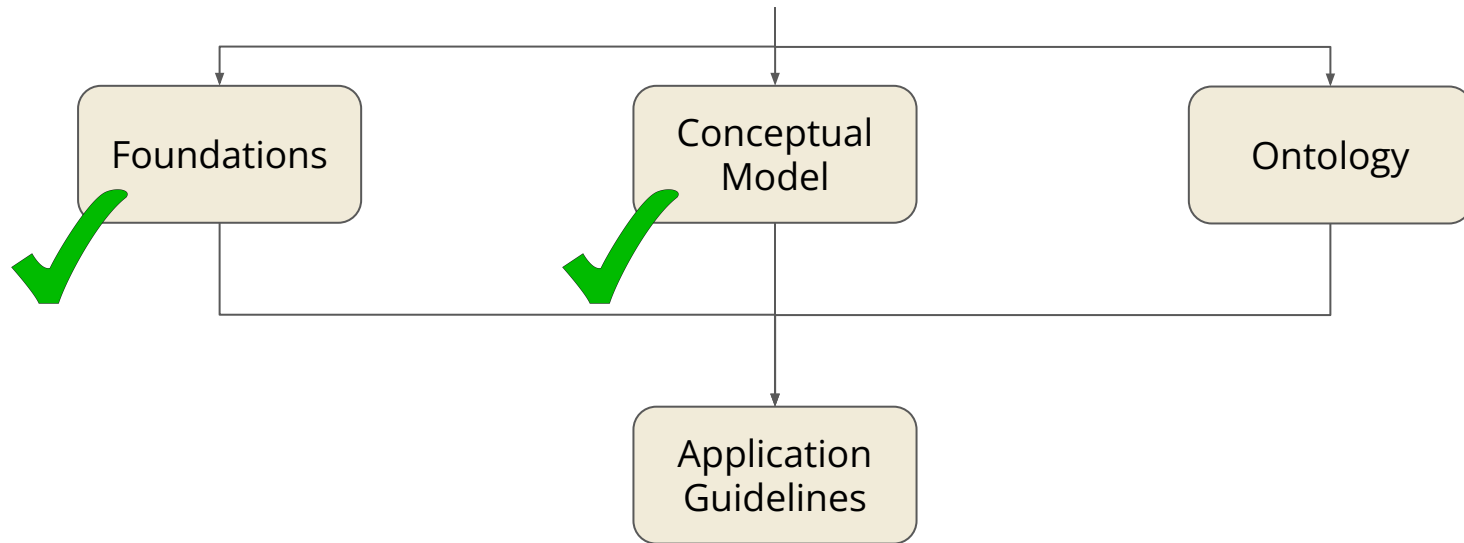 Foundations
Conceptual
Model
Ontology
Application
Guidelines